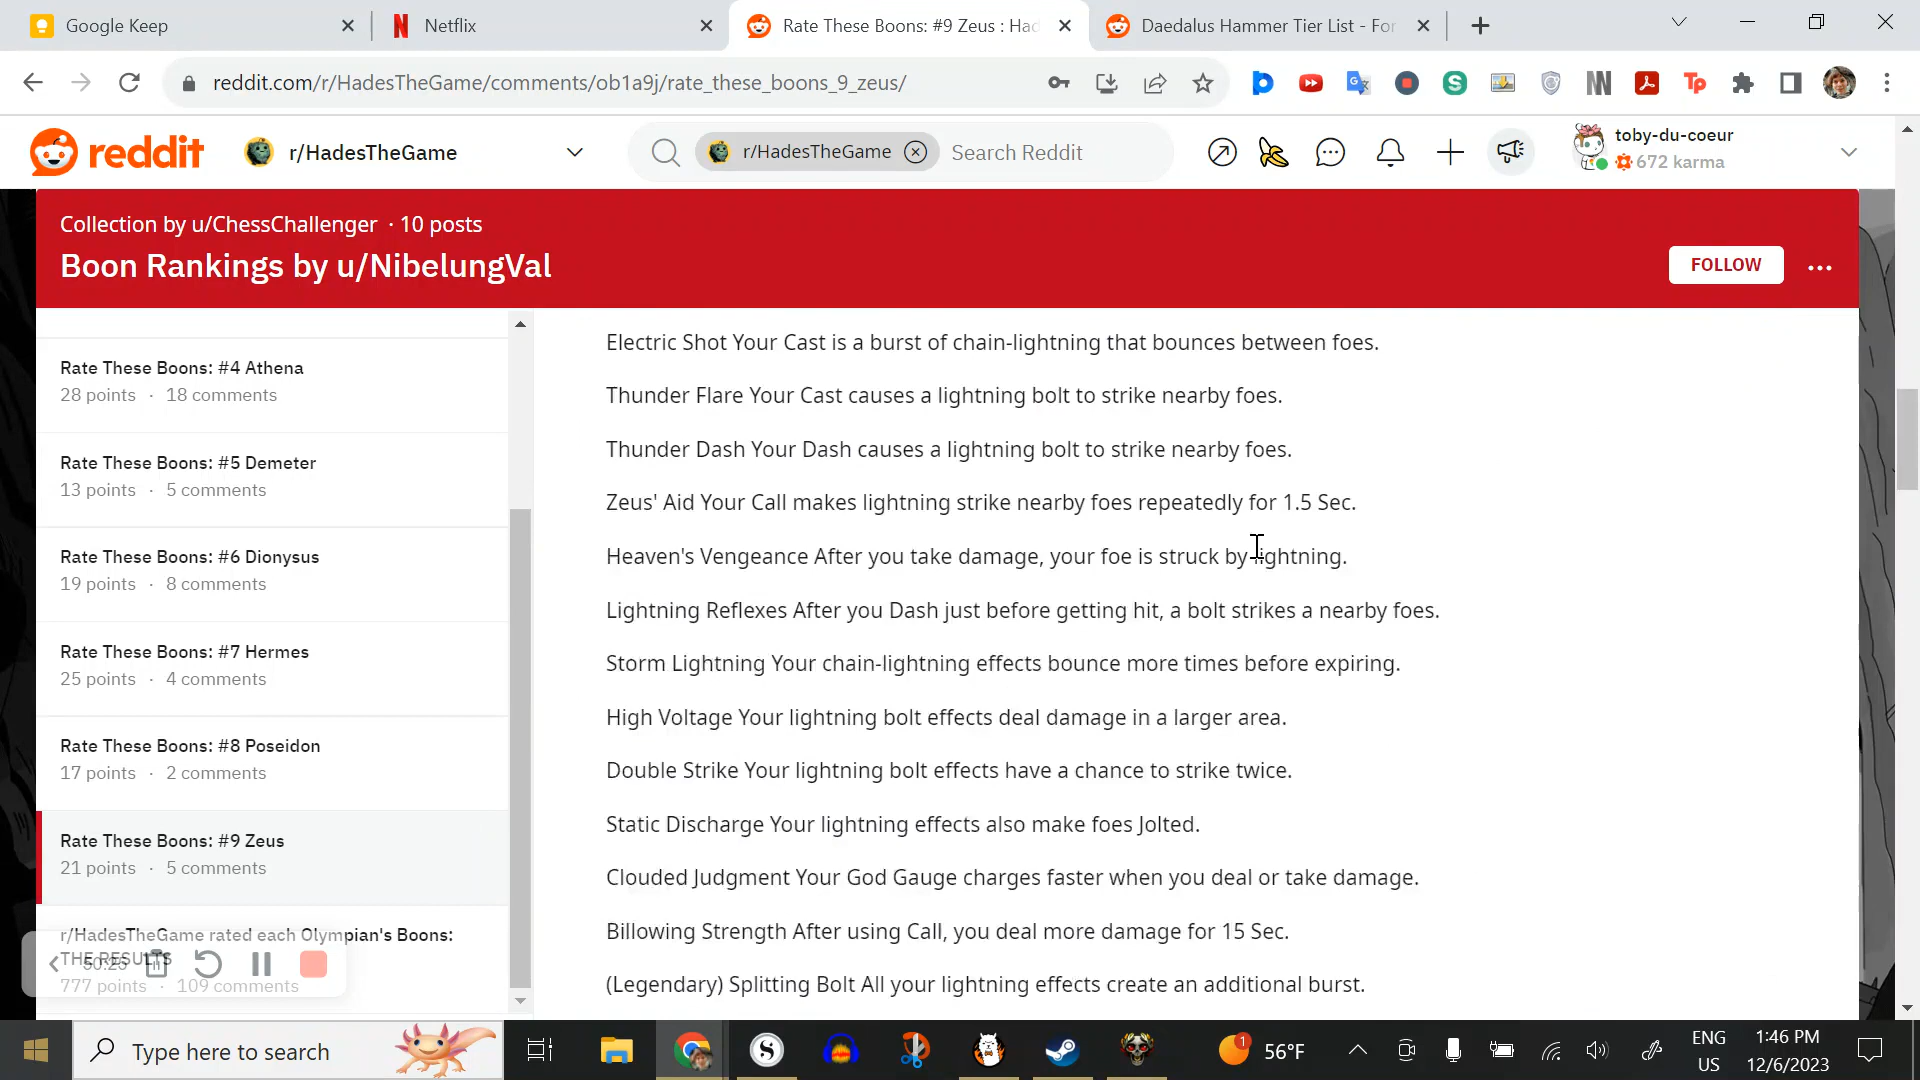 Google Keep
Netflix
Rate These Boons: #9 Zeus : Had
Daedalus Hammer Tier List - For
reddit.com/r/HadesTheGame/comments/ob1a9j/rate_these_boons_9_zeus/
reddit
r/HadesTheGame
r/HadesTheGame
Search Reddit
toby-du-coeur
672 karma
Collection by u/ChessChallenger · 10 posts
Boon Rankings by u/NibelungVal
FOLLOW
Rate These Boons: #4 Athena
28 points · 18 comments
Rate These Boons: #5 Demeter
13 points · 5 comments
Rate These Boons: #6 Dionysus
19 points · 8 comments
Rate These Boons: #7 Hermes
25 points · 4 comments
Rate These Boons: #8 Poseidon
17 points · 2 comments
Rate These Boons: #9 Zeus
21 points · 5 comments
r/HadesTheGame rated each Olympian's Boons:
THE RESULTS
777 points · 109 comments
Electric Shot Your Cast is a burst of chain-lightning that bounces between foes.
Thunder Flare Your Cast causes a lightning bolt to strike nearby foes.
Thunder Dash Your Dash causes a lightning bolt to strike nearby foes.
Zeus' Aid Your Call makes lightning strike nearby foes repeatedly for 1.5 Sec.
Heaven's Vengeance After you take damage, your foe is struck by lightning.
Lightning Reflexes After you Dash just before getting hit, a bolt strikes a nearby foes.
Storm Lightning Your chain-lightning effects bounce more times before expiring.
High Voltage Your lightning bolt effects deal damage in a larger area.
Double Strike Your lightning bolt effects have a chance to strike twice.
Static Discharge Your lightning effects also make foes Jolted.
Clouded Judgment Your God Gauge charges faster when you deal or take damage.
Billowing Strength After using Call, you deal more damage for 15 Sec.
(Legendary) Splitting Bolt All your lightning effects create an additional burst.
Type here to search
1
56°F
ENG
US
1:46 PM
12/6/2023